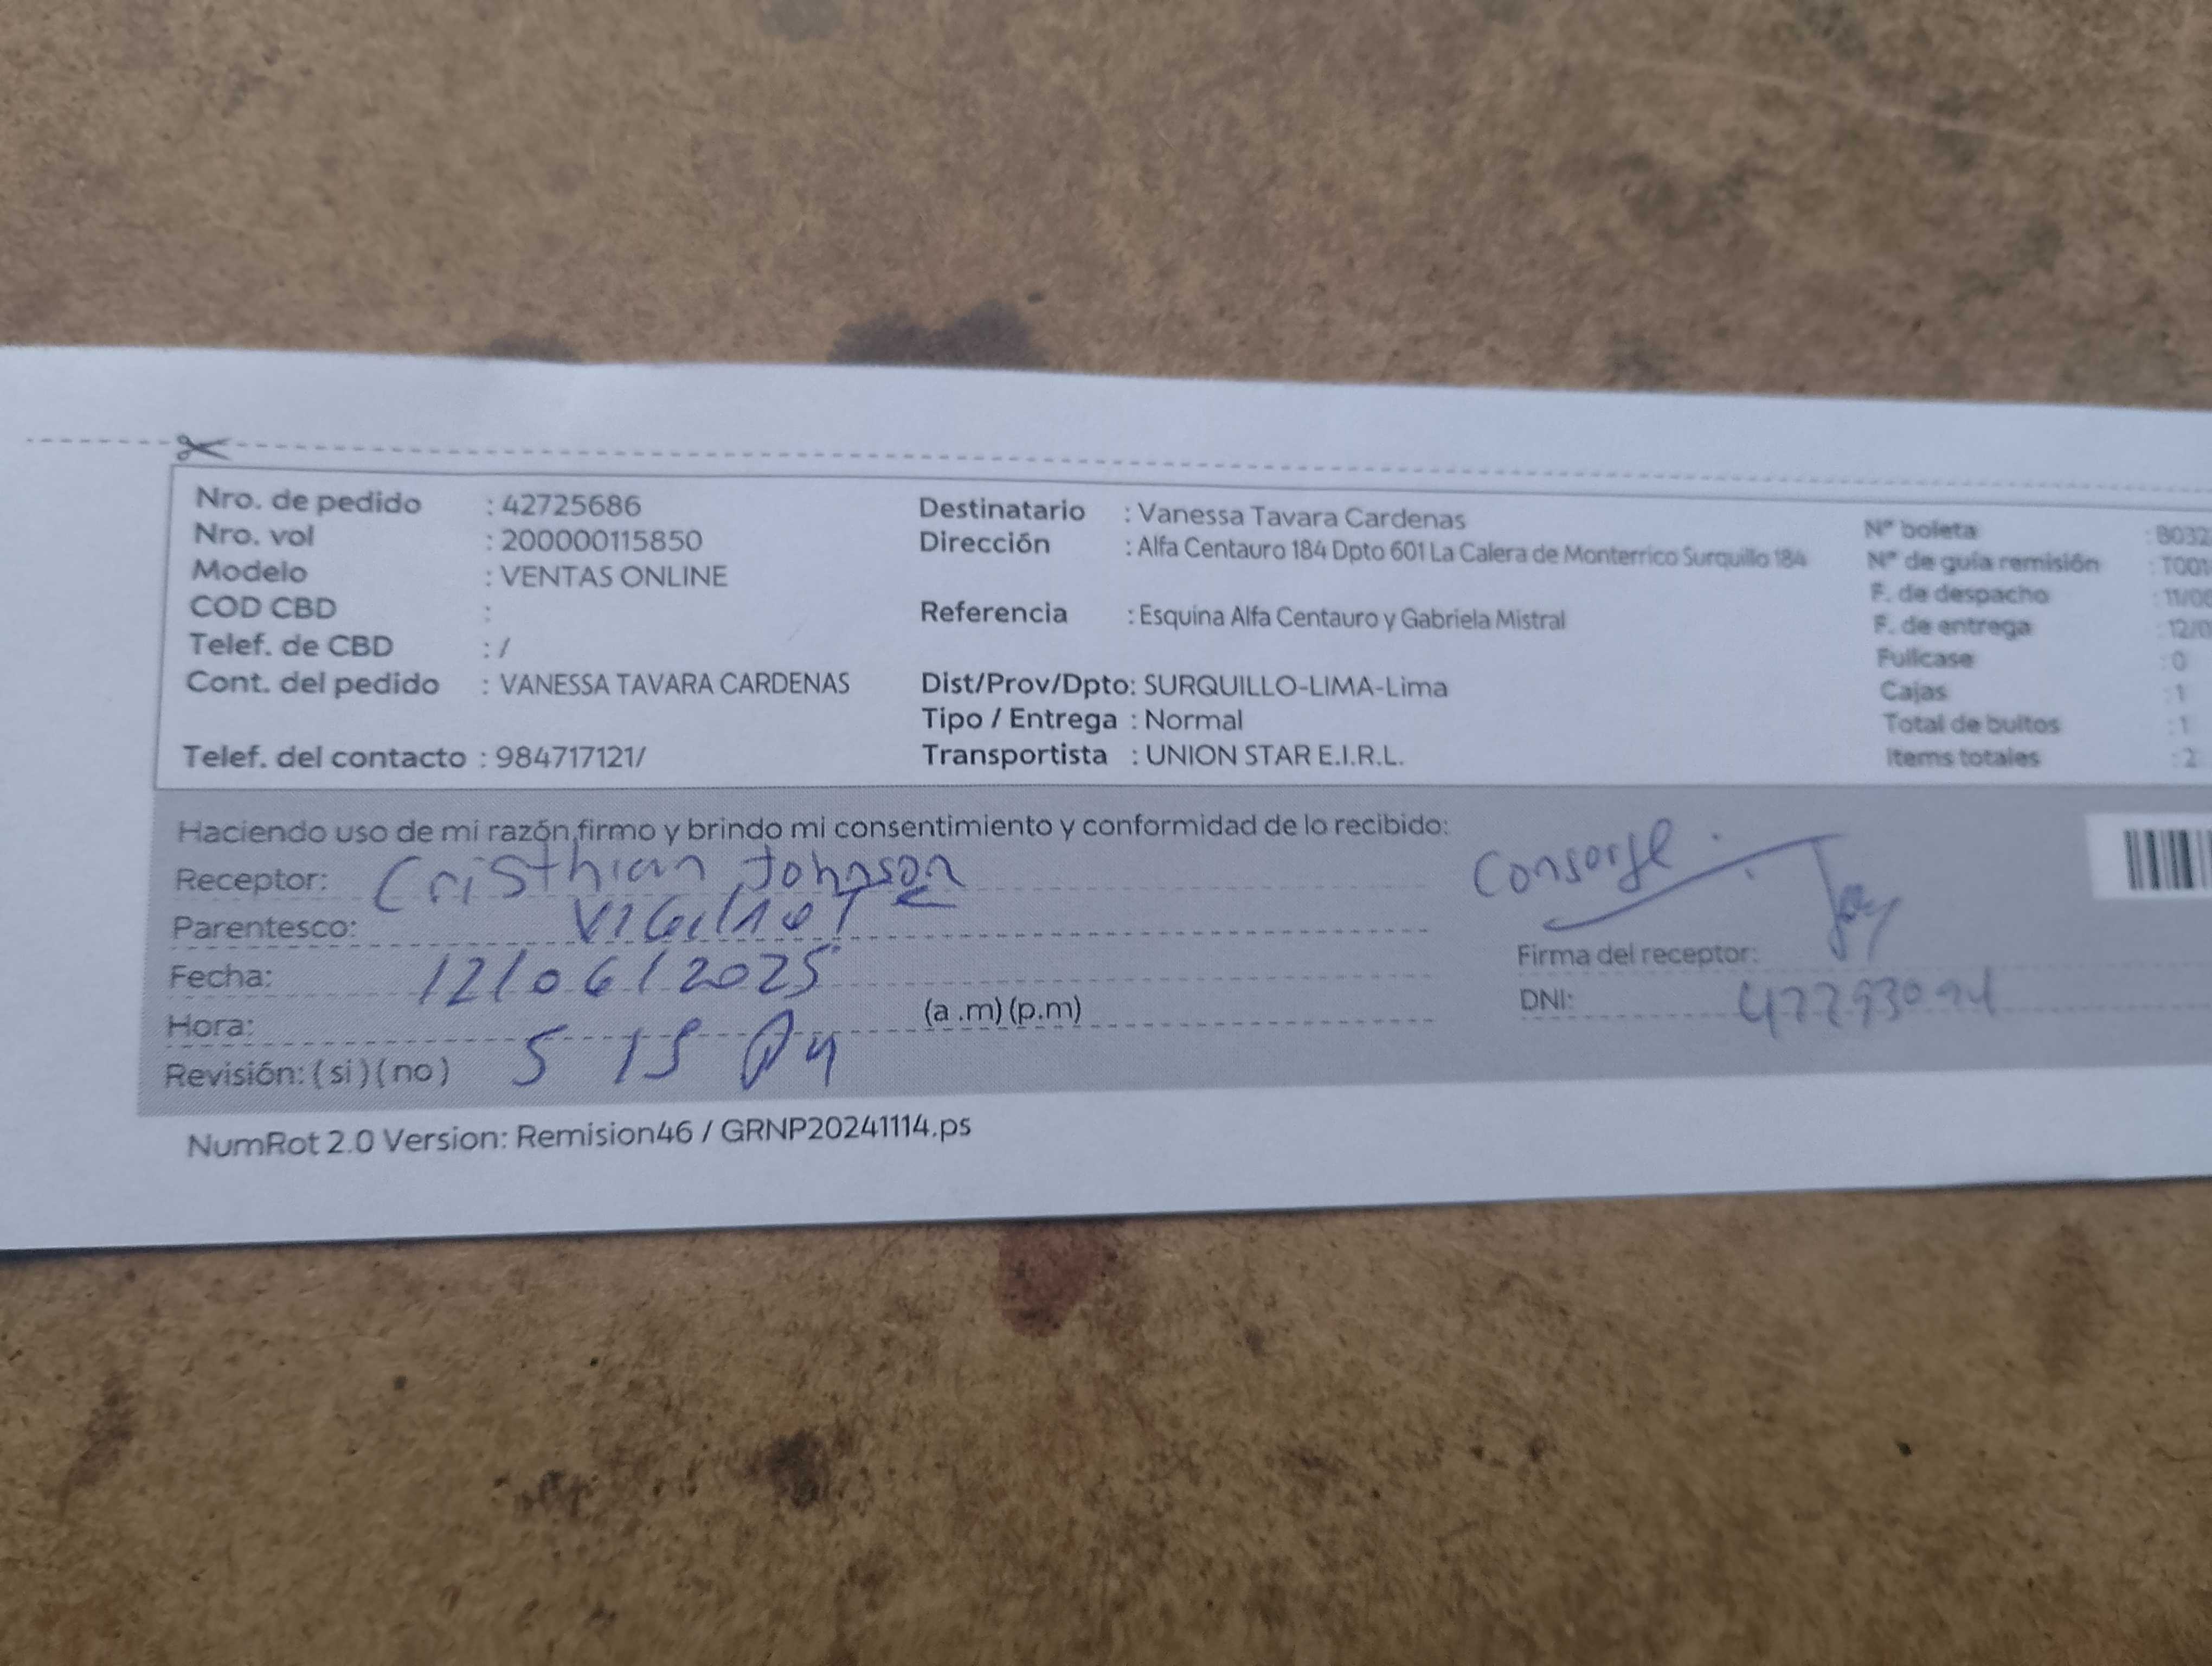 Nro. de pedido : 42725686
Nro. vol : 200000115850
Modelo : VENTAS ONLINE
COD CBD :
Telef. de CBD : /
Cont. del pedido : VANESSA TAVARA CARDENAS
Telef. del contacto : 984717121/
Destinatario : Vanessa Tavara Cardenas
Dirección : Alfa Centauro 184 Dpto 601 La Calera de Monterrico Surquillo 184
Referencia : Esquina Alfa Centauro y Gabriela Mistral
Dist/Prov/Dpto: SURQUILLO-LIMA-Lima
Tipo / Entrega : Normal
Transportista : UNION STAR E.I.R.L.
N° boleta : B032
N° de guía remisión : T001
F. de despacho : 11/06
F. de entrega : 12/0
Fullcase : 0
Cajas : 1
Total de bultos : 1
Items totales : 2
Haciendo uso de mi razón,firmo y brindo mi consentimiento y conformidad de lo recibido:
Receptor: Cristhian Johnson
Parentesco:
Fecha: 12/06/2025
Hora: (a .m) (p.m)
Revisión: ( si ) ( no ) 5 15
Firma del receptor:
DNI:
NumRot 2.0 Version: Remision46 / GRNP20241114.ps